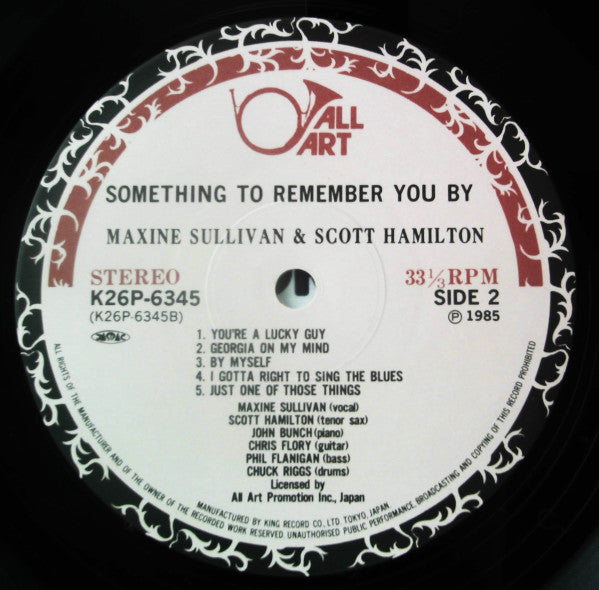 ALL
ART
SOMETHING TO REMEMBER YOU BY
MAXINE SULLIVAN & SCOTT HAMILTON
STEREO
K26P-6345
(K26P-6345B)
33⅓RPM
SIDE 2
Ⓟ 1985
1. YOU'RE A LUCKY GUY
2. GEORGIA ON MY MIND
3. BY MYSELF
4. I GOTTA RIGHT TO SING THE BLUES
5. JUST ONE OF THOSE THINGS
MAXINE SULLIVAN (vocal)
SCOTT HAMILTON (tenor sax)
JOHN BUNCH (piano)
CHRIS FLORY (guitar)
PHIL FLANIGAN (bass)
CHUCK RIGGS (drums)
Licensed by
All Art Promotion Inc., Japan
MANUFACTURED BY KING RECORD CO., LTD. TOKYO, JAPAN
ALL RIGHTS OF THE MANUFACTURER AND OF THE OWNER OF THE RECORDED WORK RESERVED. UNAUTHORISED PUBLIC PERFORMANCE, BROADCASTING AND COPYING OF THIS RECORD PROHIBITED